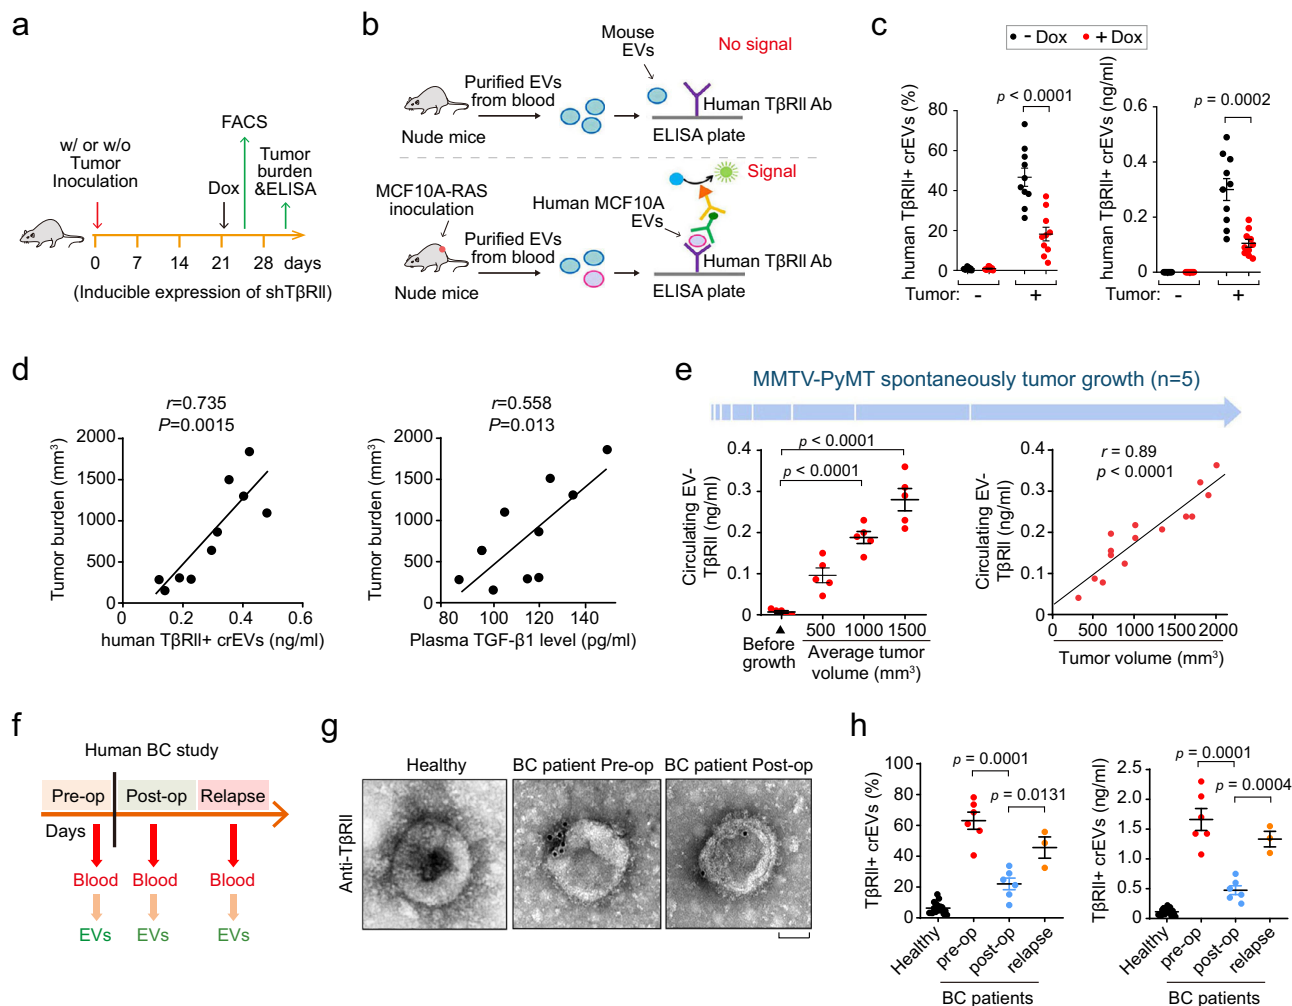 a
w/ or w/o
Tumor
Inoculation
FACS
Dox
Tumor
burden
&ELISA
0 7 14 21 28 days
(Inducible expression of shTβRII)
b
Mouse
EVs
No signal
Purified EVs
from blood
Human TβRII Ab
Nude mice
ELISA plate
Signal
MCF10A-RAS
inoculation
Human MCF10A
EVs
Purified EVs
from blood
Human TβRII Ab
Nude mice
ELISA plate
c
- Dox + Dox
human TβRII+ crEVs (%)
80
60
40
20
0
p < 0.0001
Tumor: - +
human TβRII+ crEVs (ng/ml)
0.6
0.4
0.2
0
p = 0.0002
Tumor: - +
d
r=0.735
P=0.0015
Tumor burden (mm³)
2000
1500
1000
500
0
0 0.2 0.4 0.6
human TβRII+ crEVs (ng/ml)
r=0.558
P=0.013
Tumor burden (mm³)
2000
1500
1000
500
0
80 100 120 140
Plasma TGF-β1 level (pg/ml)
e
MMTV-PyMT spontaneously tumor growth (n=5)
Circulating EV-
TβRII (ng/ml)
0.4
0.3
0.2
0.1
0
p < 0.0001
p < 0.0001
Before
growth
500 1000 1500
Average tumor
volume (mm³)
Circulating EV-
TβRII (ng/ml)
0.4
0.3
0.2
0.1
0
r = 0.89
p < 0.0001
0 500 1000 1500 2000
Tumor volume (mm³)
f
Human BC study
Pre-op Post-op Relapse
Days
Blood Blood Blood
EVs EVs EVs
g
Healthy BC patient Pre-op BC patient Post-op
Anti-TβRII
h
TβRII+ crEVs (%)
100
80
60
40
20
0
p = 0.0001
p = 0.0131
Healthy pre-op post-op relapse
BC patients
TβRII+ crEVs (ng/ml)
2.5
2.0
1.5
1.0
0.5
0
p = 0.0001
p = 0.0004
Healthy pre-op post-op relapse
BC patients